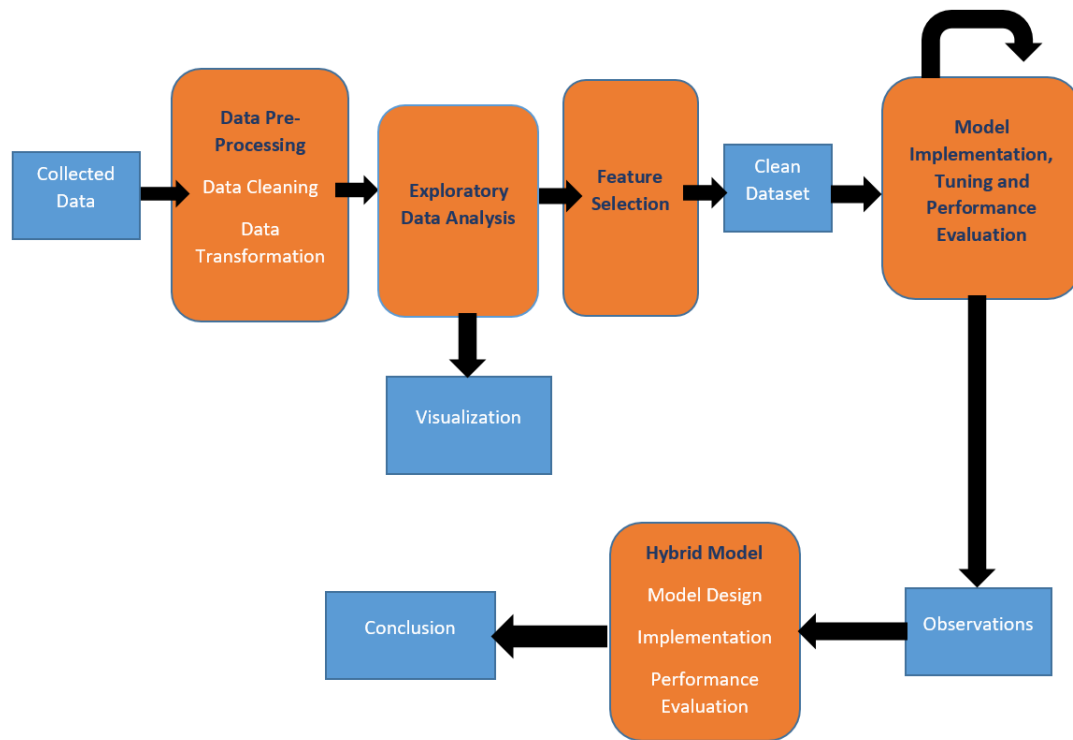 Collected
Data
Data Pre-
Processing
Data Cleaning
Data
Transformation
Exploratory
Data Analysis
Feature
Selection
Clean
Dataset
Model
Implementation,
Tuning and
Performance
Evaluation
Visualization
Observations
Hybrid Model
Model Design
Implementation
Performance
Evaluation
Conclusion